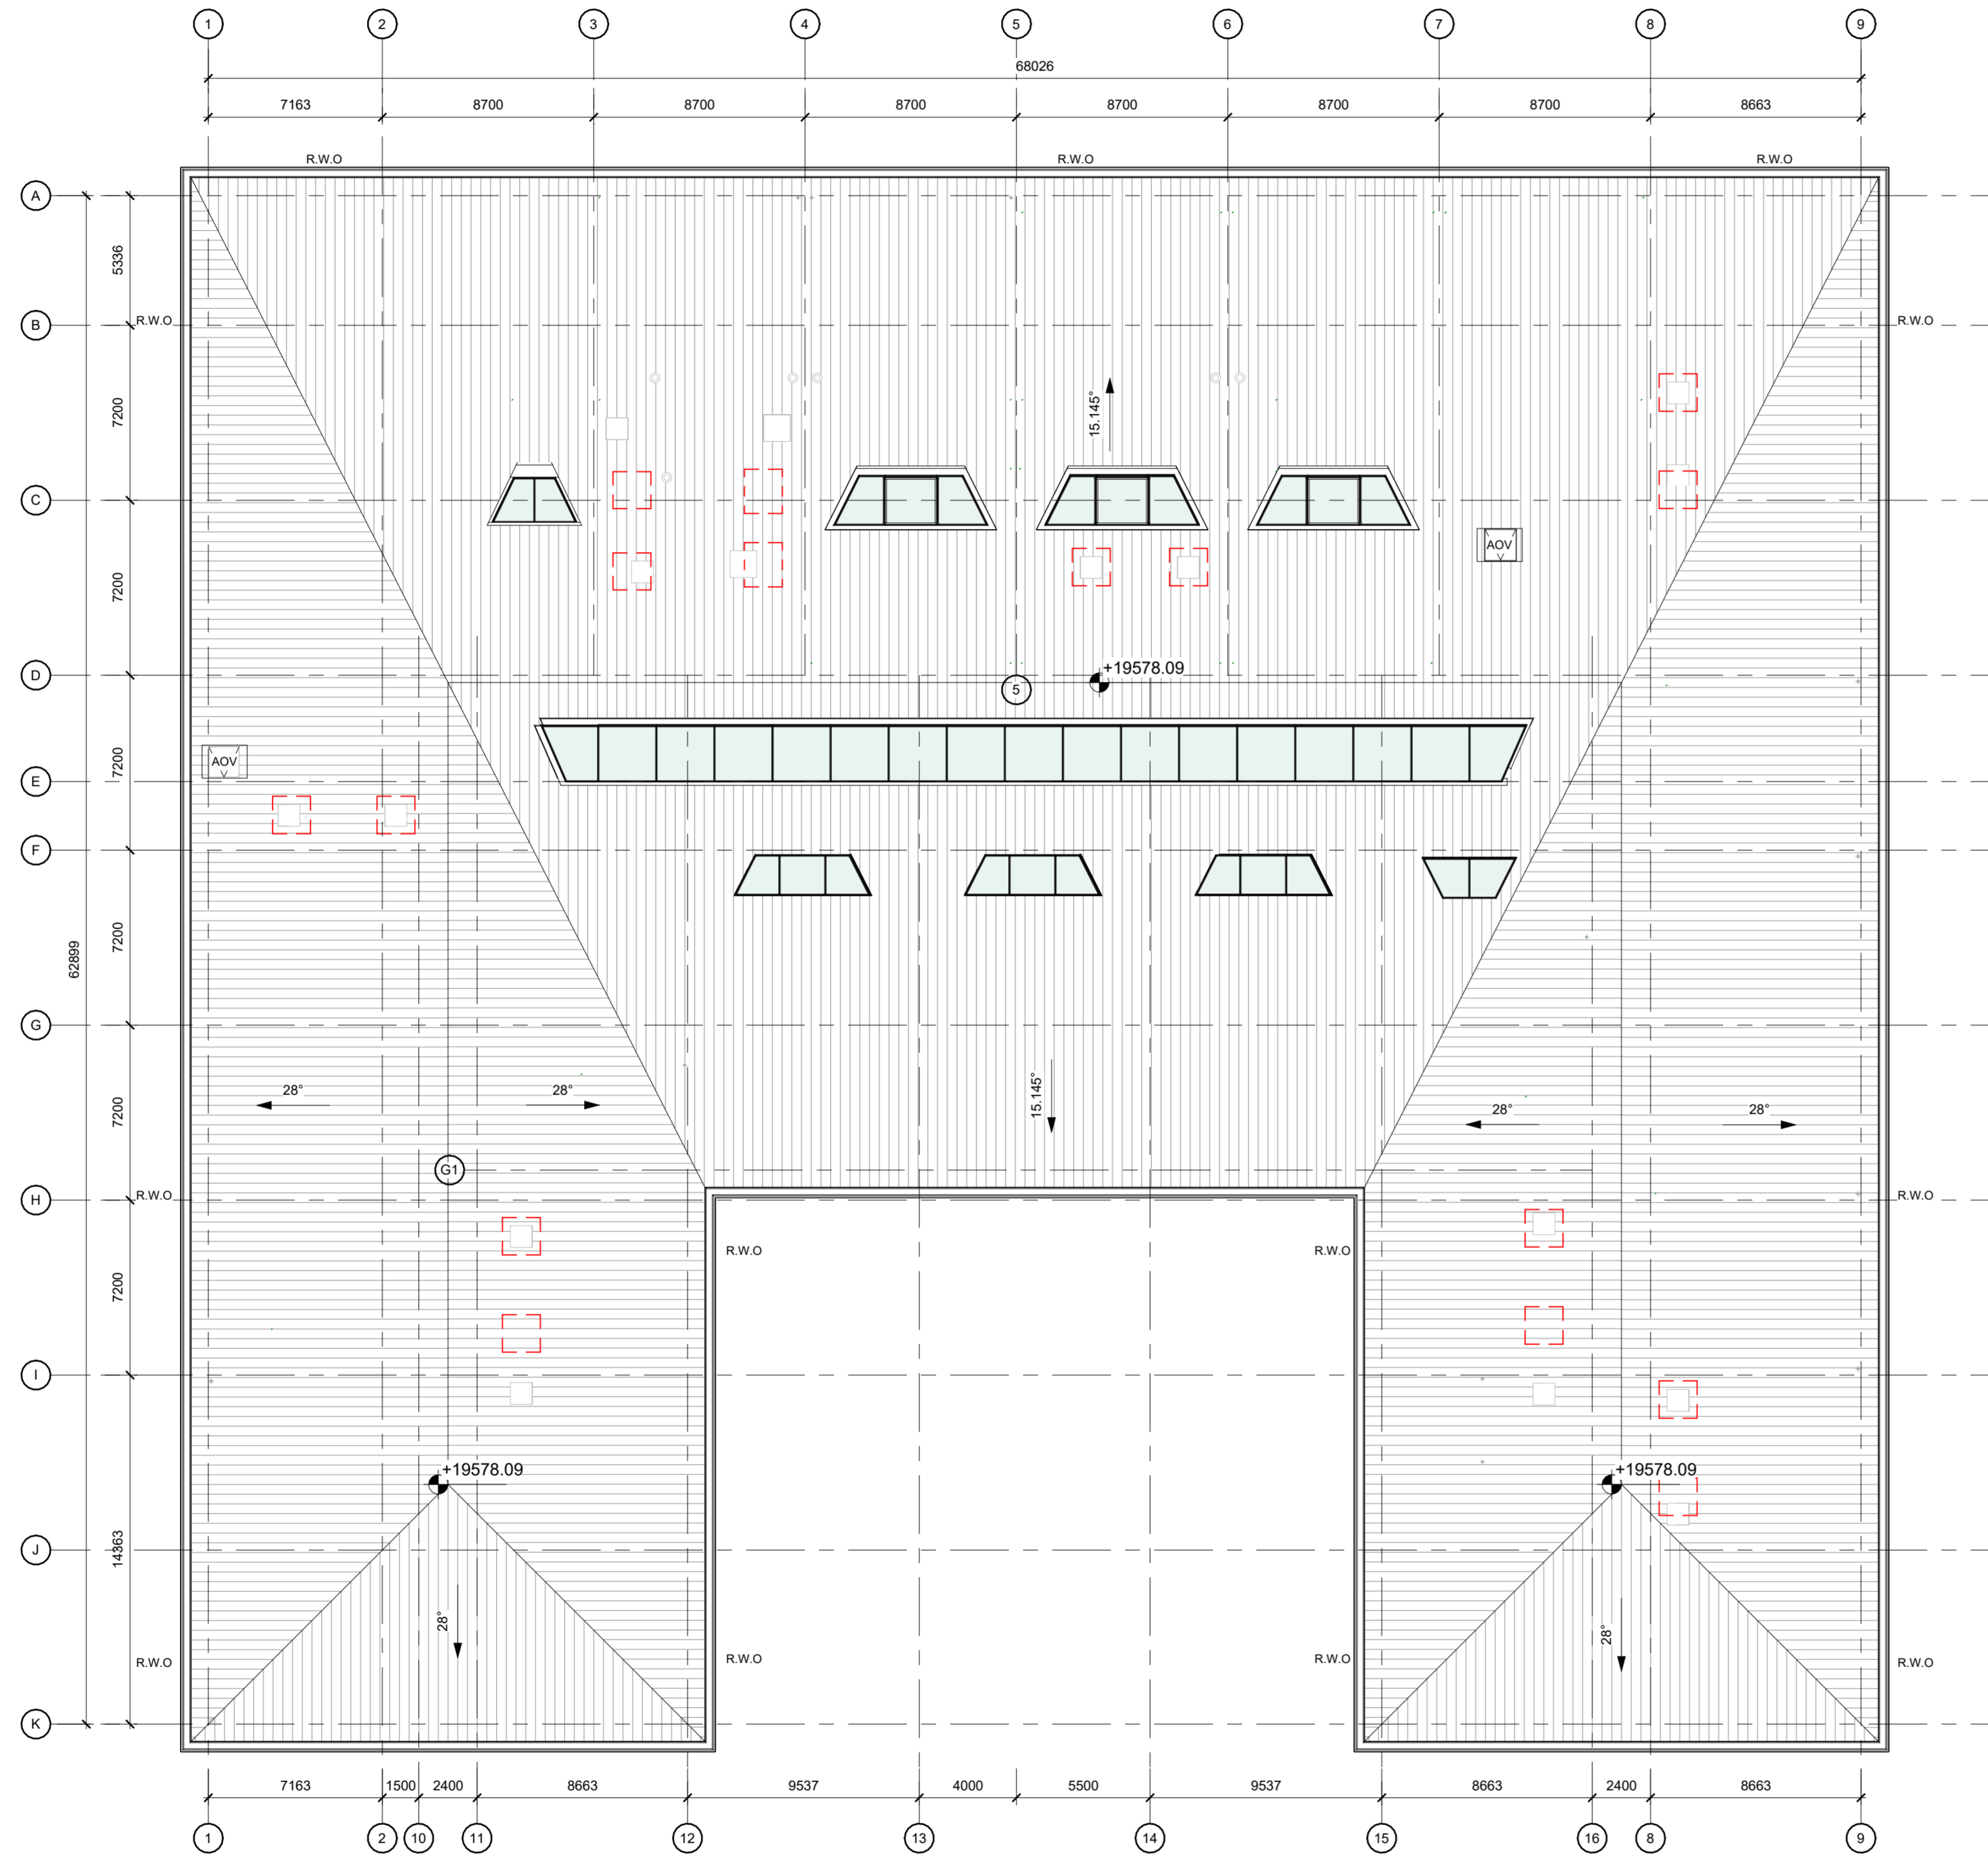 1 2 3 4 5 6 7 8 9
68026
7163 8700 8700 8700 8700 8700 8700 8663
R.W.O R.W.O R.W.O
A
5336
B R.W.O R.W.O
7200
15.145°
C
AOV
7200
D
+19578.09
5
7200
AOV
E
F
7200
62899
G
28° 28° 15.145° 28° 28°
7200
G1
H R.W.O R.W.O
R.W.O R.W.O
7200
I
+19578.09 +19578.09
J
14363
28° 28°
R.W.O R.W.O R.W.O R.W.O
K
7163 1500 2400 8663 9537 4000 5500 9537 8663 2400 8663
1 2 10 11 12 13 14 15 16 8 9